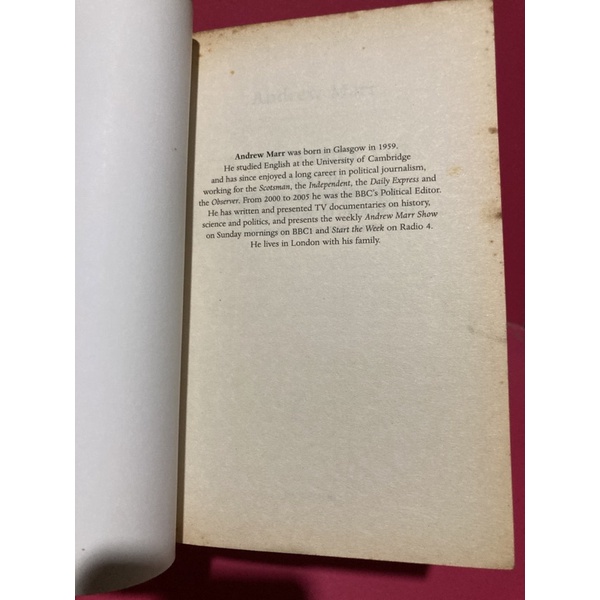 Andrew Marr
Andrew Marr was born in Glasgow in 1959.
He studied English at the University of Cambridge
and has since enjoyed a long career in political journalism,
working for the Scotsman, the Independent, the Daily Express and
the Observer. From 2000 to 2005 he was the BBC's Political Editor.
He has written and presented TV documentaries on history,
science and politics, and presents the weekly Andrew Marr Show
on Sunday mornings on BBC1 and Start the Week on Radio 4.
He lives in London with his family.